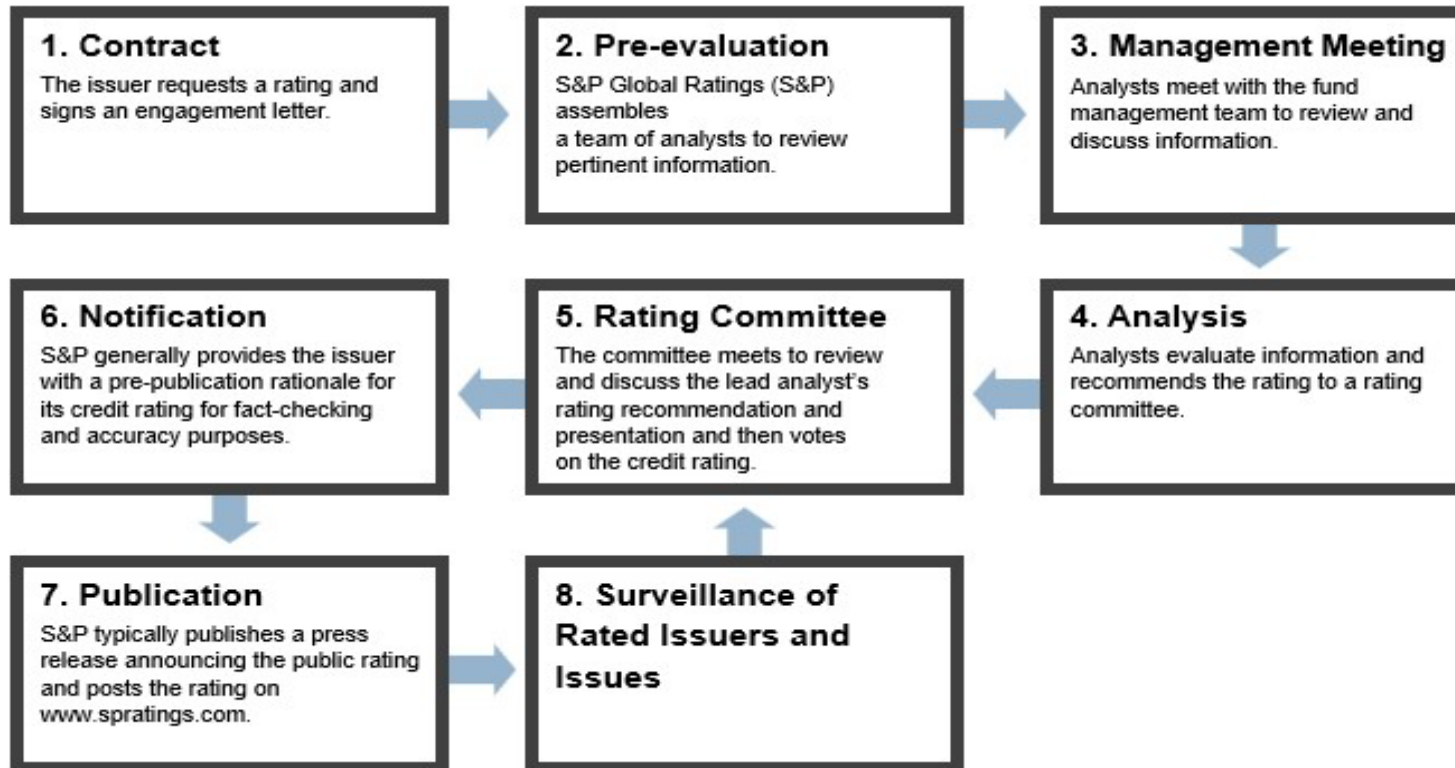 1. Contract
The issuer requests a rating and
signs an engagement letter.
2. Pre-evaluation
S&P Global Ratings (S&P)
assembles
a team of analysts to review
pertinent information.
3. Management Meeting
Analysts meet with the fund
management team to review and
discuss information.
4. Analysis
Analysts evaluate information and
recommends the rating to a rating
committee.
5. Rating Committee
The committee meets to review
and discuss the lead analyst's
rating recommendation and
presentation and then votes
on the credit rating.
6. Notification
S&P generally provides the issuer
with a pre-publication rationale for
its credit rating for fact-checking
and accuracy purposes.
7. Publication
S&P typically publishes a press
release announcing the public rating
and posts the rating on
www.spratings.com.
8. Surveillance of
Rated Issuers and
Issues